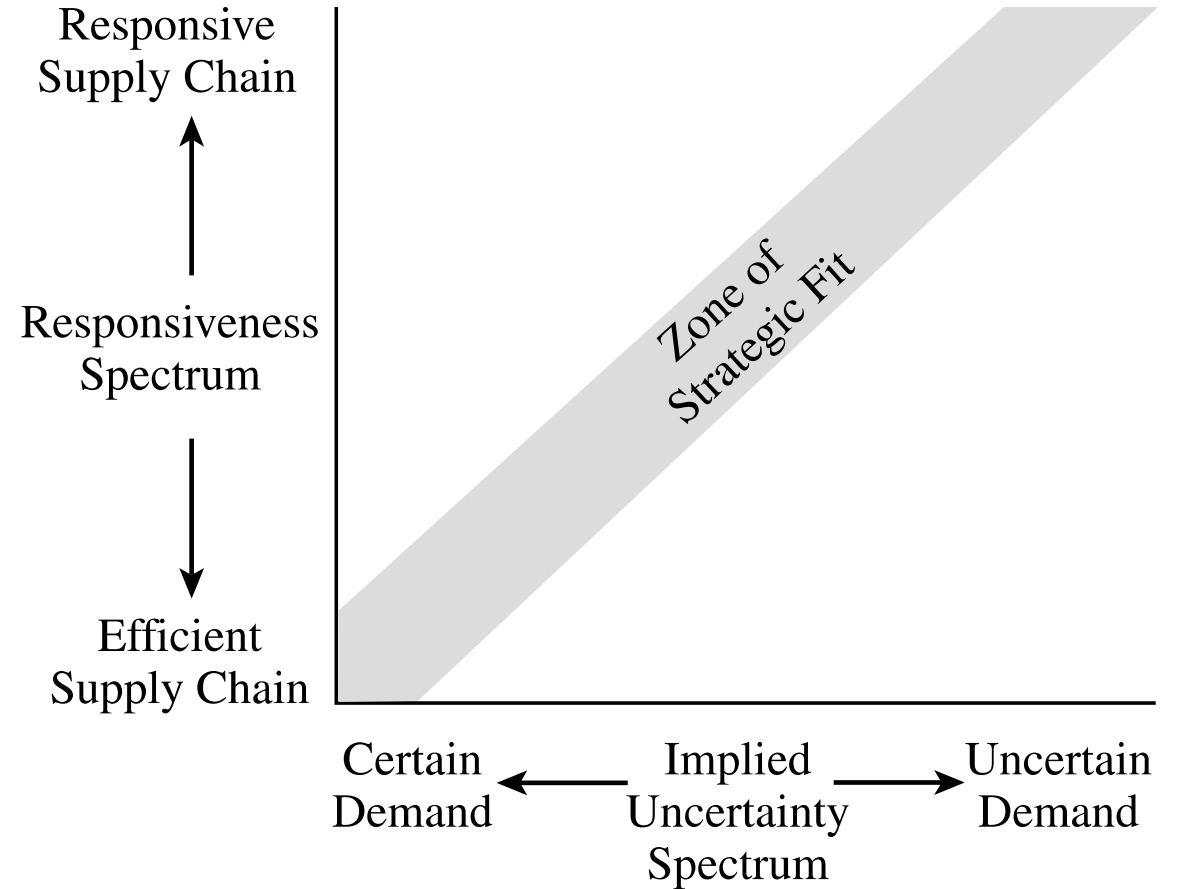 Responsive
Supply Chain
Responsiveness
Spectrum
Efficient
Supply Chain
Zone of
Strategic Fit
Certain
Demand
Implied
Uncertainty
Spectrum
Uncertain
Demand